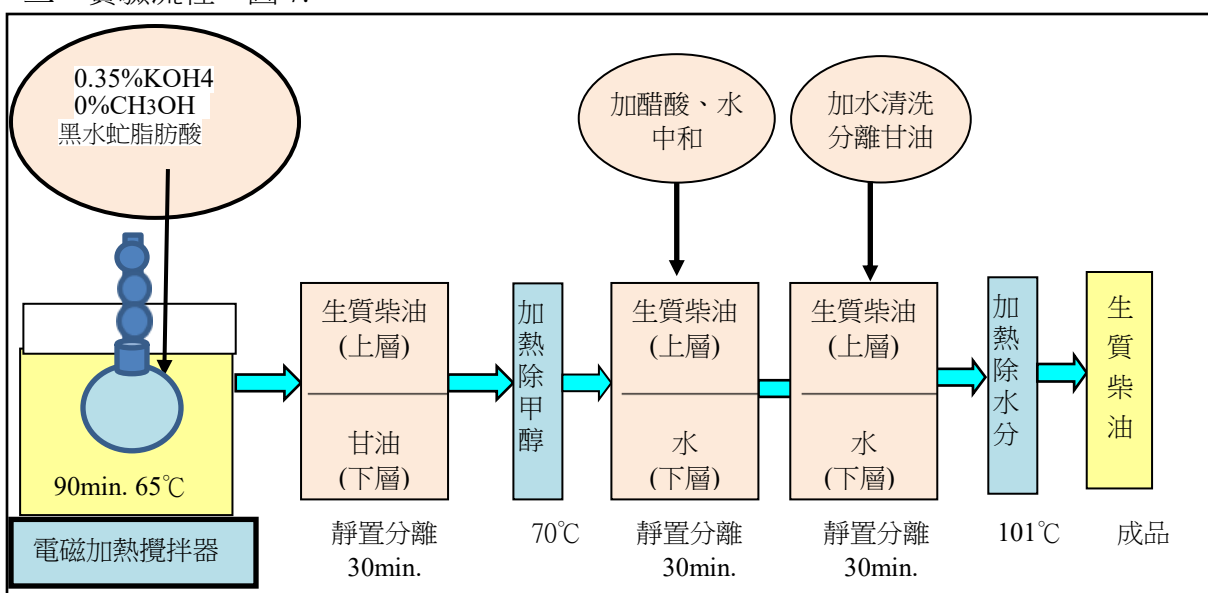 0.35%KOH4
0%CH3OH
黑水虻脂肪酸
加醋酸、水
中和
加水清洗
分離甘油
90min. 65℃
電磁加熱攪拌器
生質柴油
(上層)
甘油
(下層)
靜置分離
30min.
加熱除甲醇
70℃
生質柴油
(上層)
水
(下層)
靜置分離
30min.
生質柴油
(上層)
水
(下層)
靜置分離
30min.
加熱除水分
101℃
生質柴油
成品